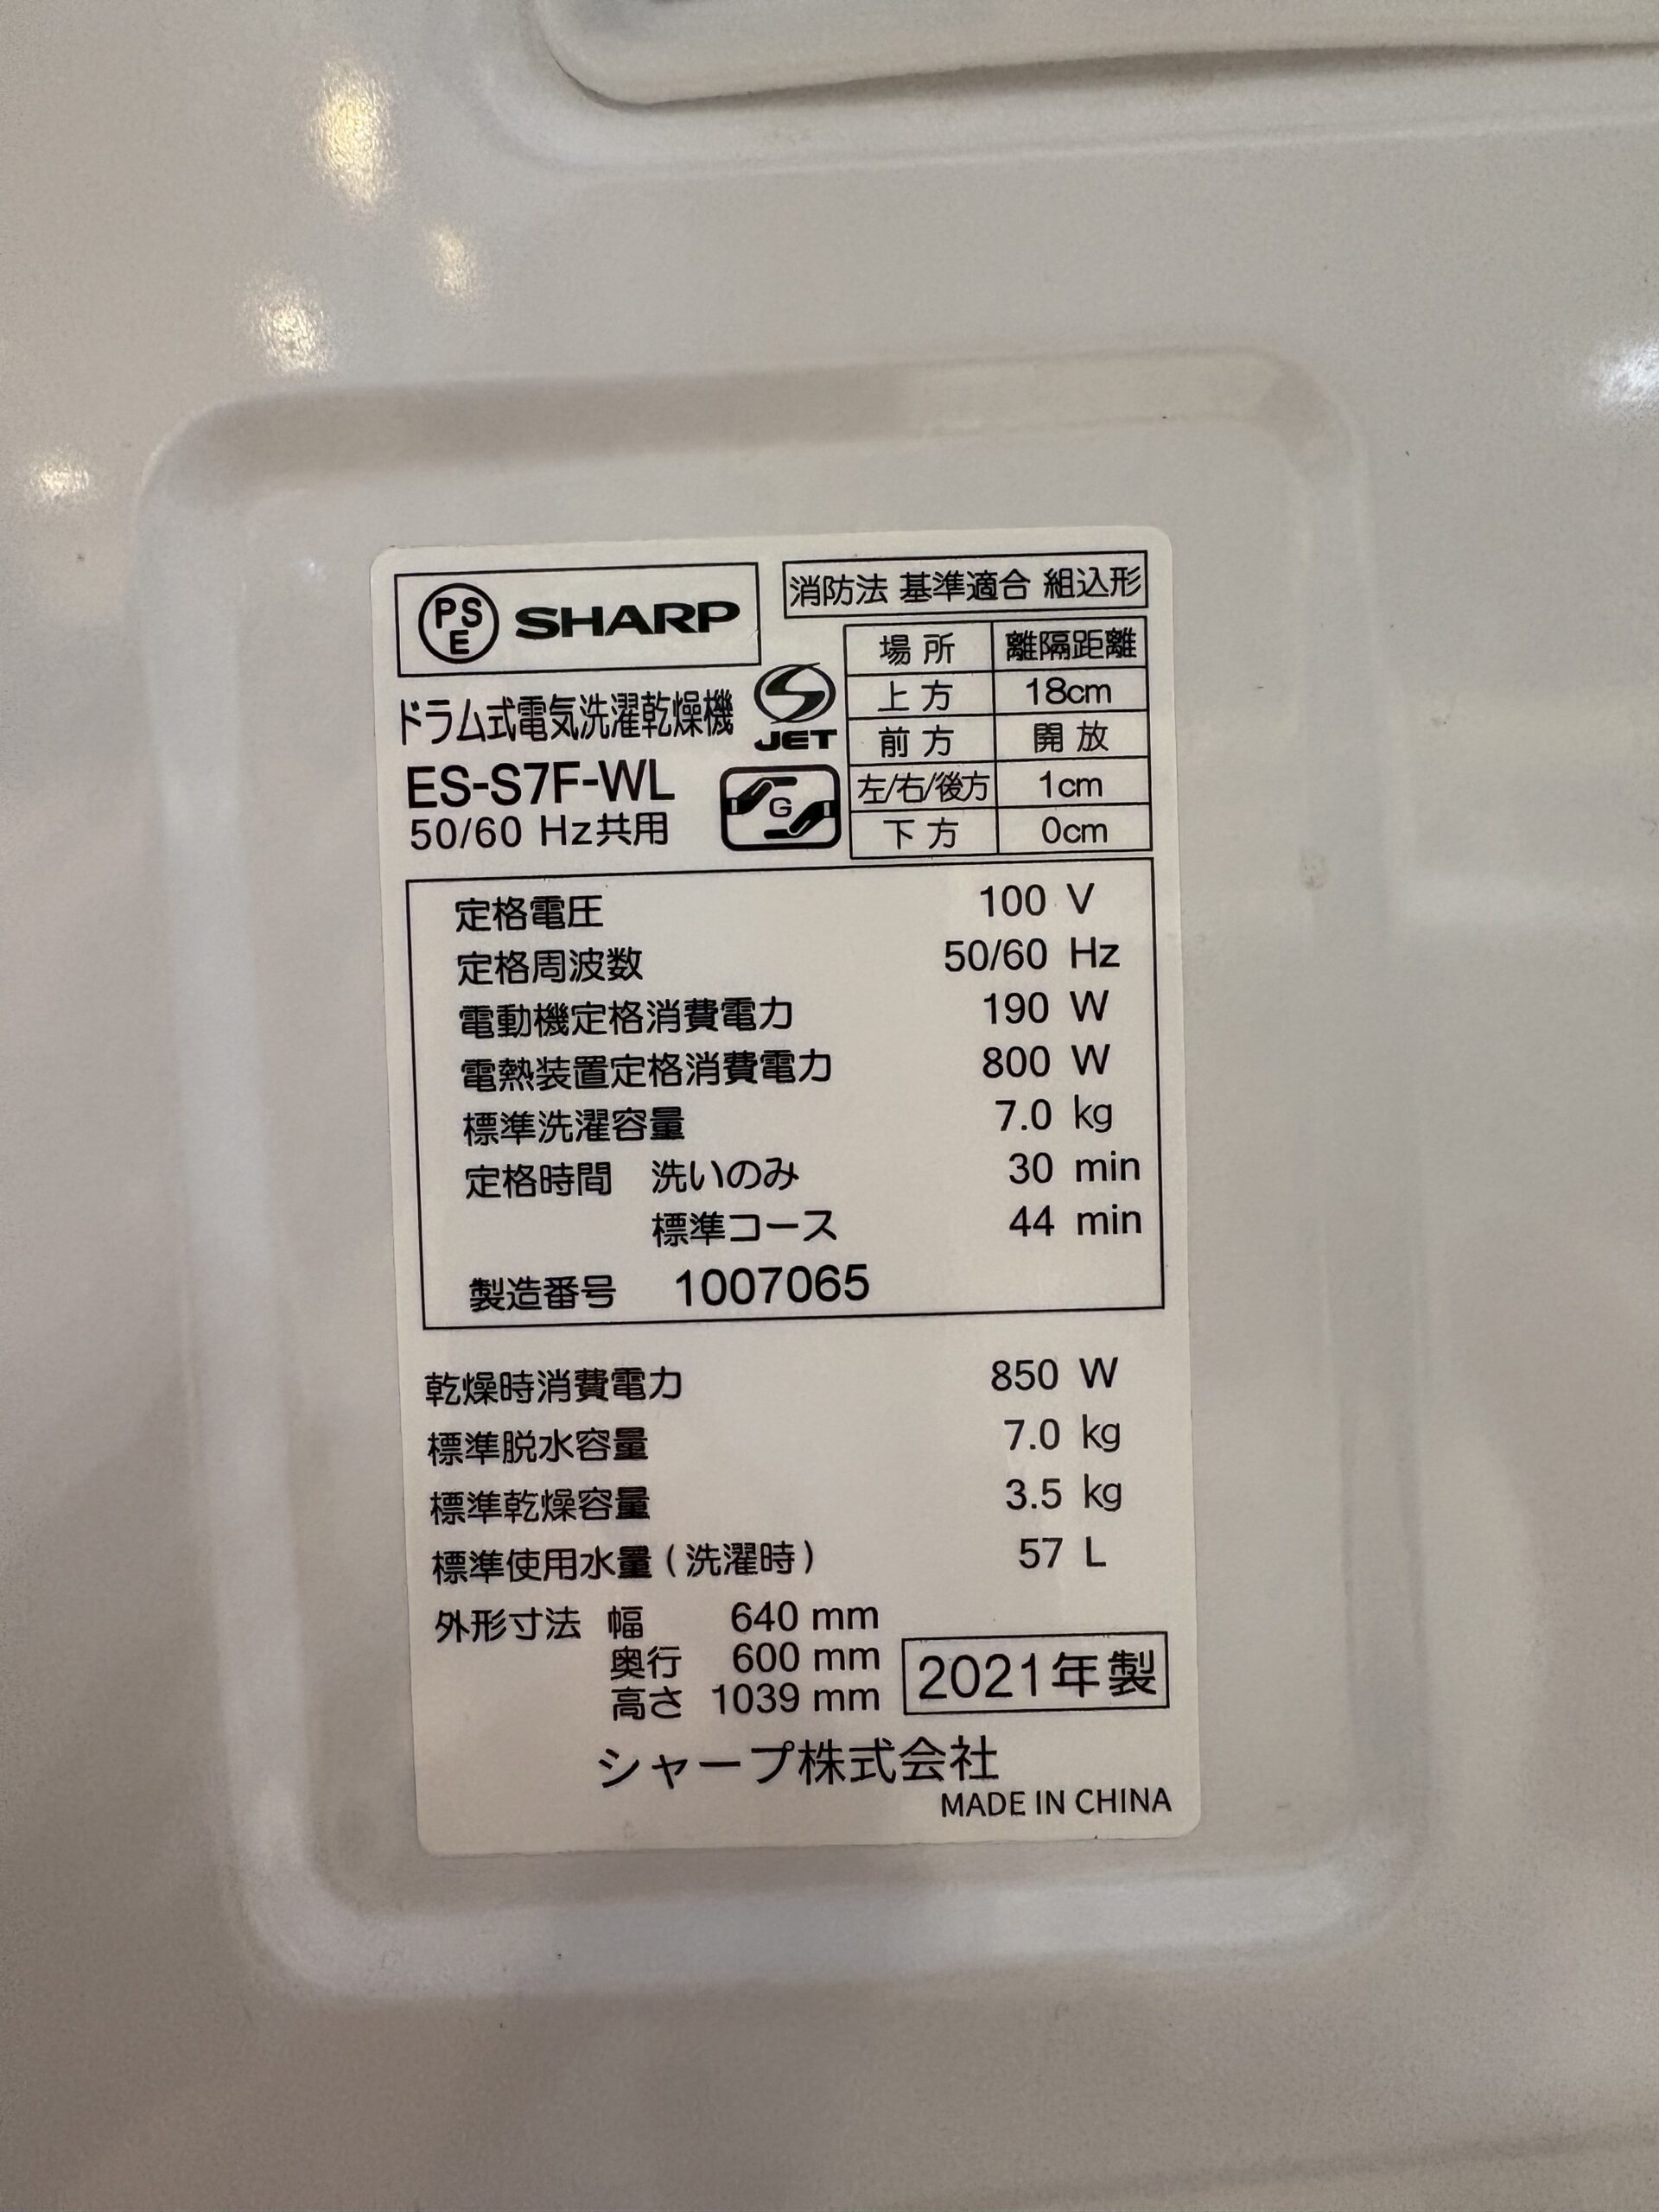 PS
E
SHARP
消防法 基準適合 組込形
場所 離隔距離
上方 18cm
前方 開放
左/右/後方 1cm
下方 0cm
ドラム式電気洗濯乾燥機
JET
ES-S7F-WL
G
50/60 Hz共用
定格電圧 100 V
定格周波数 50/60 Hz
電動機定格消費電力 190 W
電熱装置定格消費電力 800 W
標準洗濯容量 7.0 kg
定格時間 洗いのみ 30 min
標準コース 44 min
製造番号 1007065
乾燥時消費電力 850 W
標準脱水容量 7.0 kg
標準乾燥容量 3.5 kg
標準使用水量(洗濯時) 57 L
外形寸法 幅 640 mm
奥行 600 mm
高さ 1039 mm
2021年製
シャープ株式会社
MADE IN CHINA